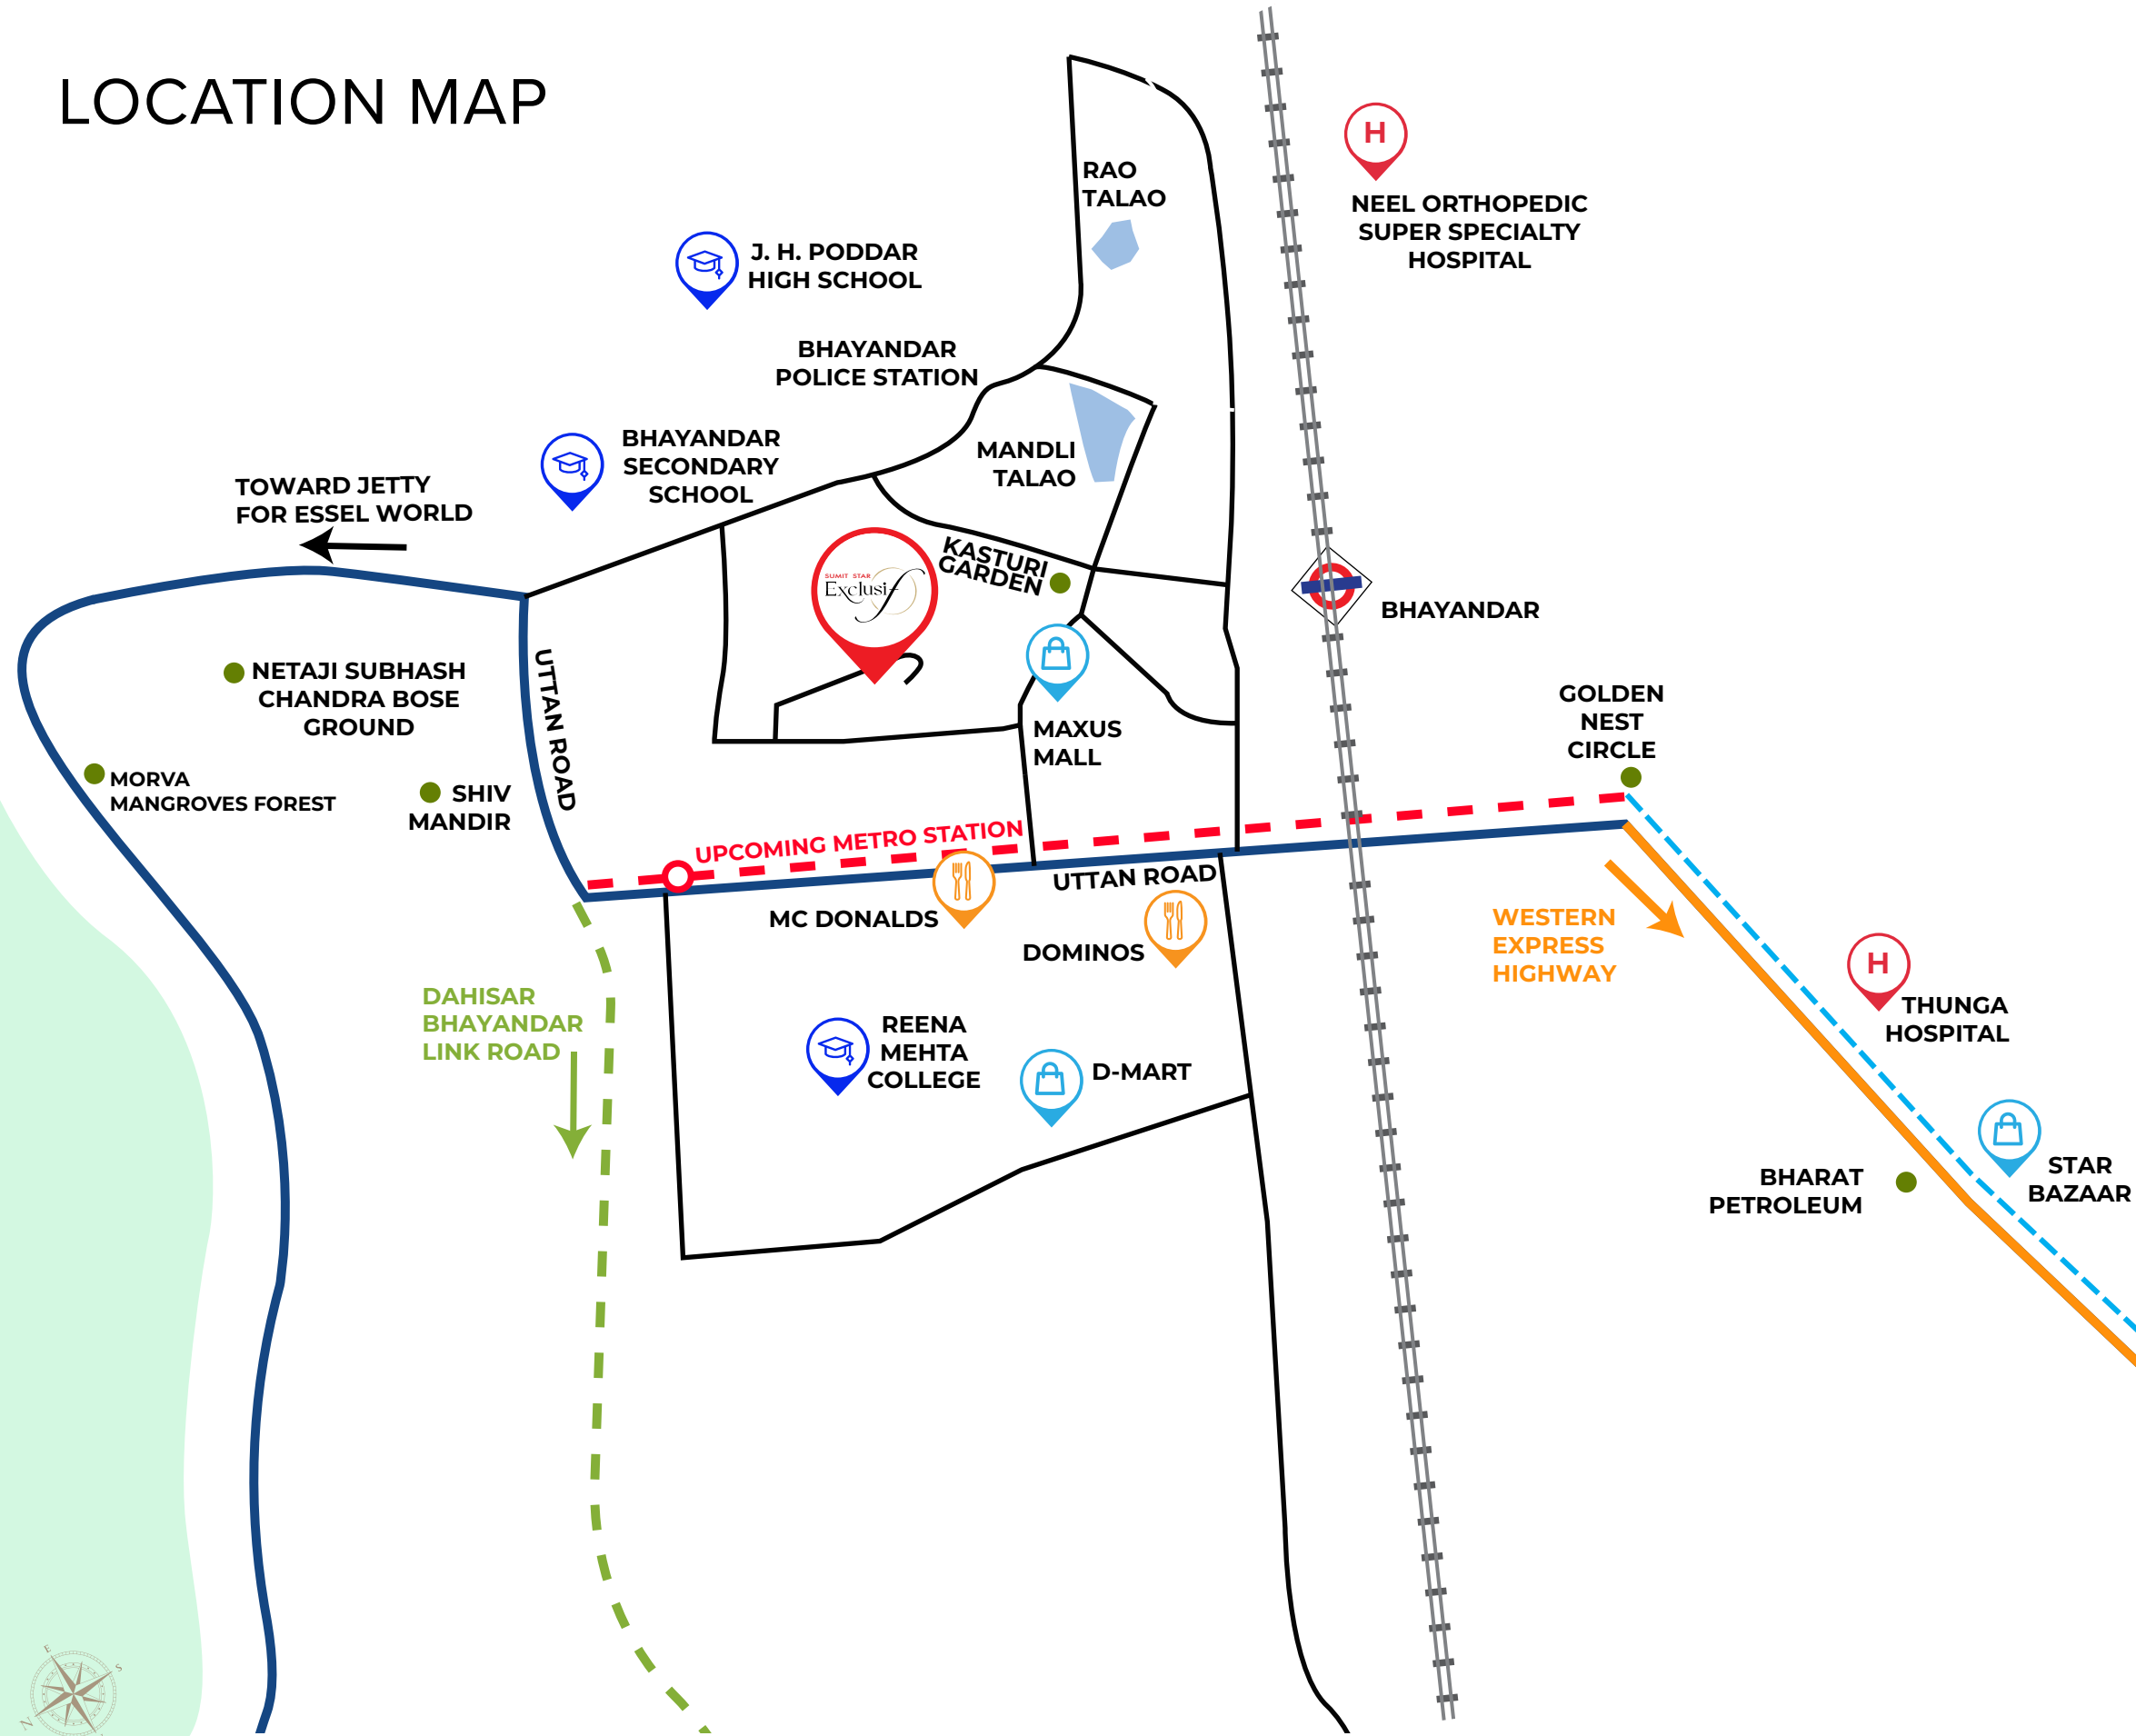 LOCATION MAP
RAO
TALAO
H
NEEL ORTHOPEDIC
SUPER SPECIALTY
HOSPITAL
J. H. PODDAR
HIGH SCHOOL
BHAYANDAR
POLICE STATION
BHAYANDAR
SECONDARY
SCHOOL
MANDLI
TALAO
TOWARD JETTY
FOR ESSEL WORLD
KASTURI
GARDEN
SUMIT STAR
Exclusif
BHAYANDAR
UTTAN ROAD
NETAJI SUBHASH
CHANDRA BOSE
GROUND
GOLDEN
NEST
CIRCLE
MAXUS
MALL
MORVA
MANGROVES FOREST
SHIV
MANDIR
UPCOMING METRO STATION
UTTAN ROAD
MC DONALDS
DOMINOS
WESTERN
EXPRESS
HIGHWAY
H
THUNGA
HOSPITAL
DAHISAR
BHAYANDAR
LINK ROAD
REENA
MEHTA
COLLEGE
D-MART
BHARAT
PETROLEUM
STAR
BAZAAR
E
S
N